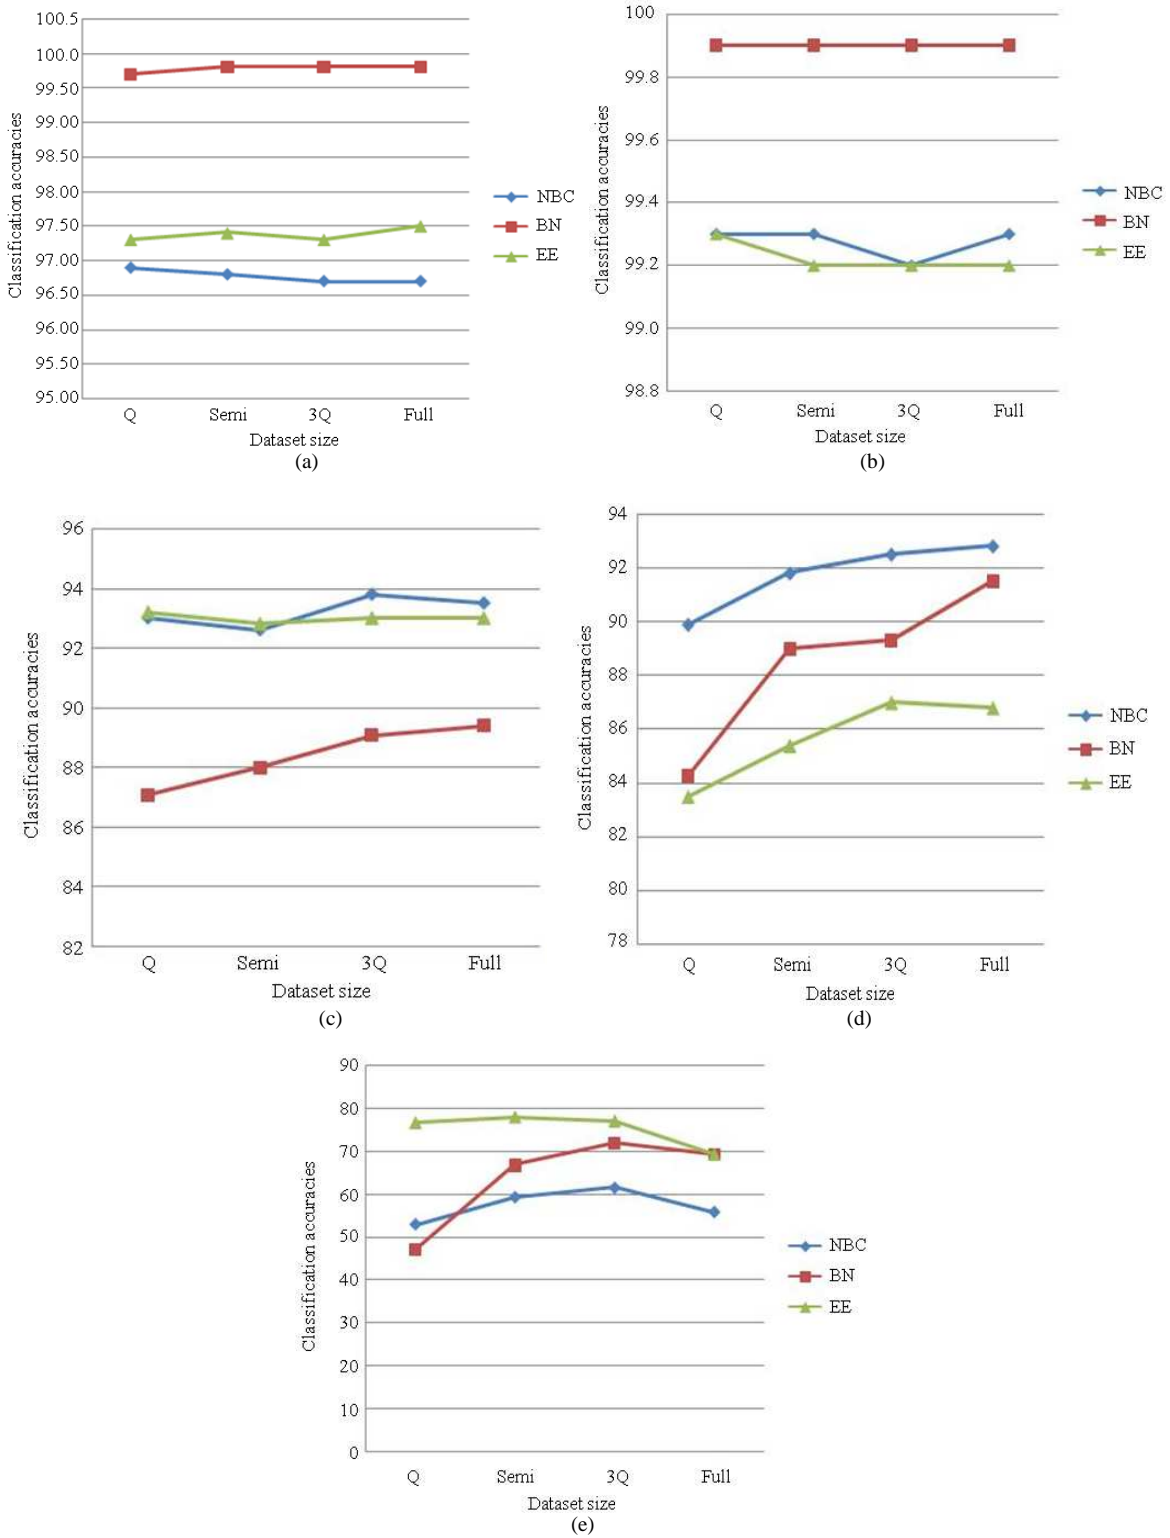 100.5
100.0
99.50
99.00
98.50
98.00
97.50
97.00
96.50
96.00
95.50
95.00
Classification accuracies
Q Semi 3Q Full
Dataset size
NBC
BN
EE
(a)
100
99.8
99.6
99.4
99.2
99.0
98.8
Classification accuracies
Q Semi 3Q Full
Dataset size
NBC
BN
EE
(b)
96
94
92
90
88
86
84
82
Classification accuracies
Q Semi 3Q Full
Dataset size
(c)
94
92
90
88
86
84
82
80
78
Classification accuracies
Q Semi 3Q Full
Dataset size
NBC
BN
EE
(d)
90
80
70
60
50
40
30
20
10
0
Classification accuracies
Q Semi 3Q Full
Dataset size
NBC
BN
EE
(e)